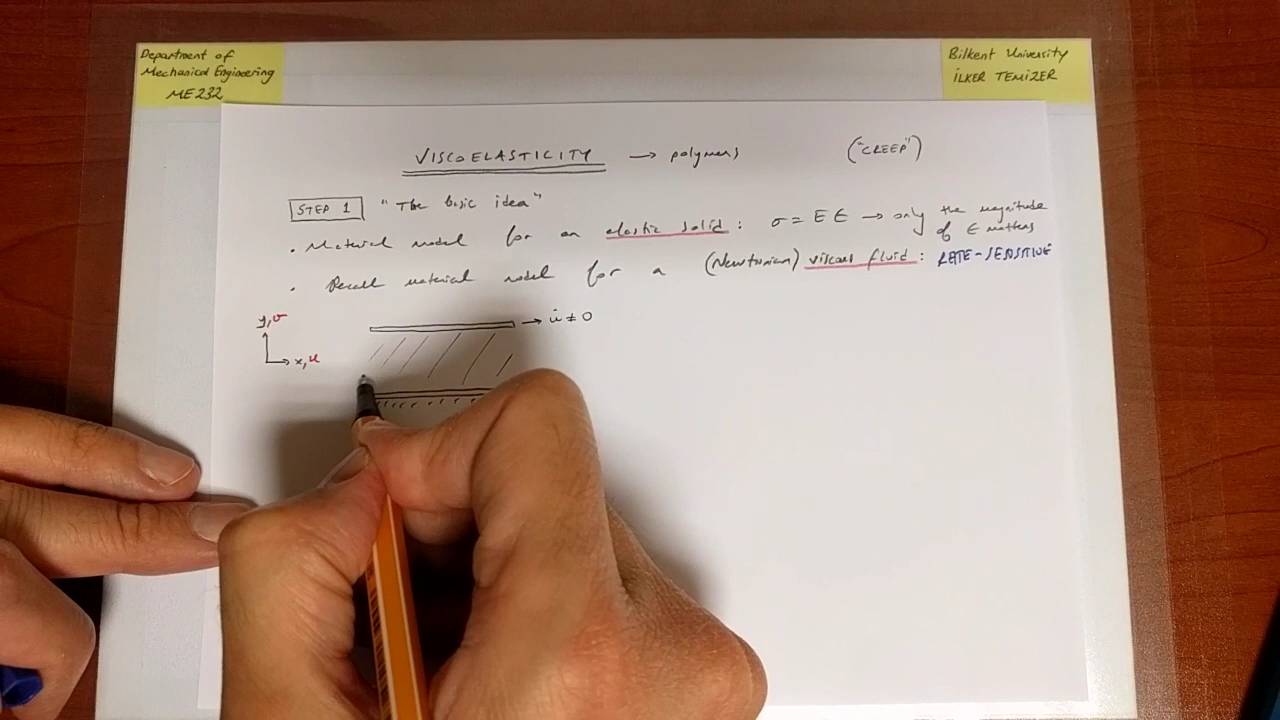 Department of
Mechanical Engineering
ME232
Bilkent University
İLKER TEMİZER
VISCOELASTICITY → polymers ("CREEP")
STEP 1 "The basic idea"
• Material model for an elastic solid : σ = E ϵ → only the magnitude of ϵ matters
• Recall material model for a (Newtonian) viscous fluid : RATE-SENSITIVE
y,v
x,u
→ u̇ ≠ 0